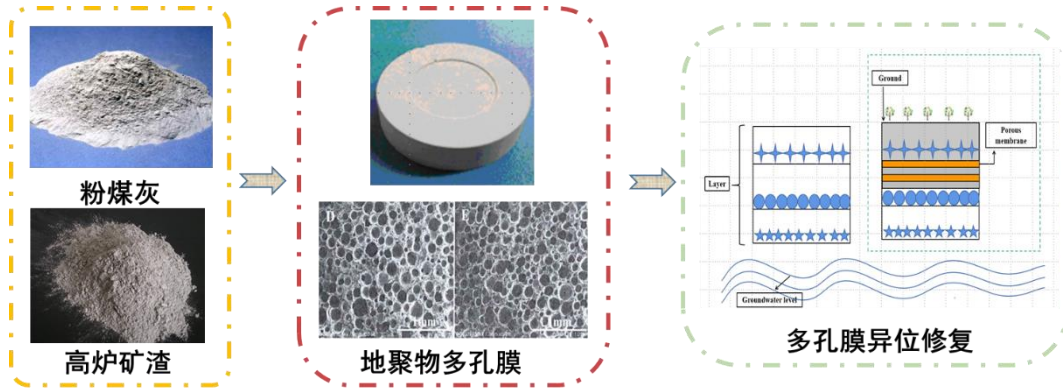 粉煤灰
高炉矿渣
D
E
1mm
1mm
地聚物多孔膜
Ground
Porous
membrane
Layer
Groundwater level
多孔膜异位修复